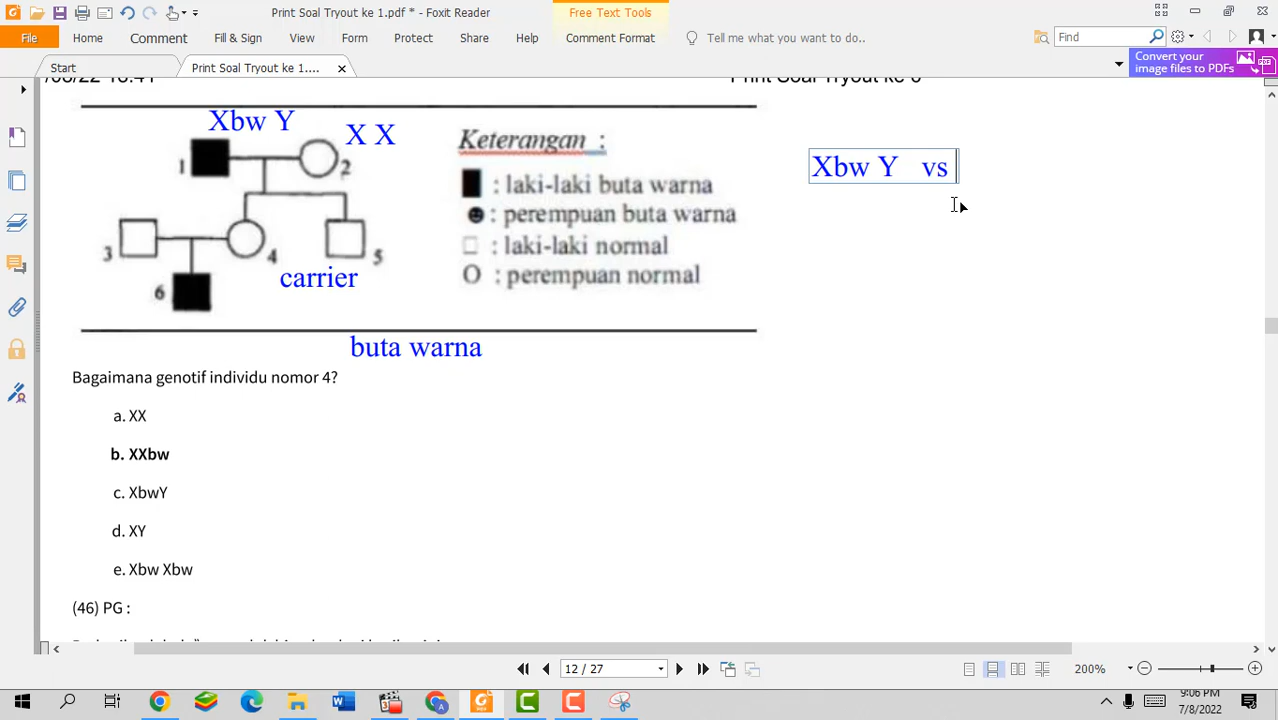 Print Soal Tryout ke 1.pdf * - Foxit Reader
Free Text Tools
File Home Comment Fill & Sign View Form Protect Share Help Comment Format Tell me what you want to do.. Find
Start
Print Soal Tryout ke 1....
Convert your
image files to PDFs
Print Soal Tryout ke 6
Xbw Y
X X
Keterangan :
1
2
: laki-laki buta warna
: perempuan buta warna
: laki-laki normal
: perempuan normal
3
4
5
carrier
6
buta warna
Xbw Y vs
Bagaimana genotif individu nomor 4?
a. XX
b. XXbw
c. XbwY
d. XY
e. Xbw Xbw
(46) PG :
12 / 27
200%
9:06 PM
7/8/2022